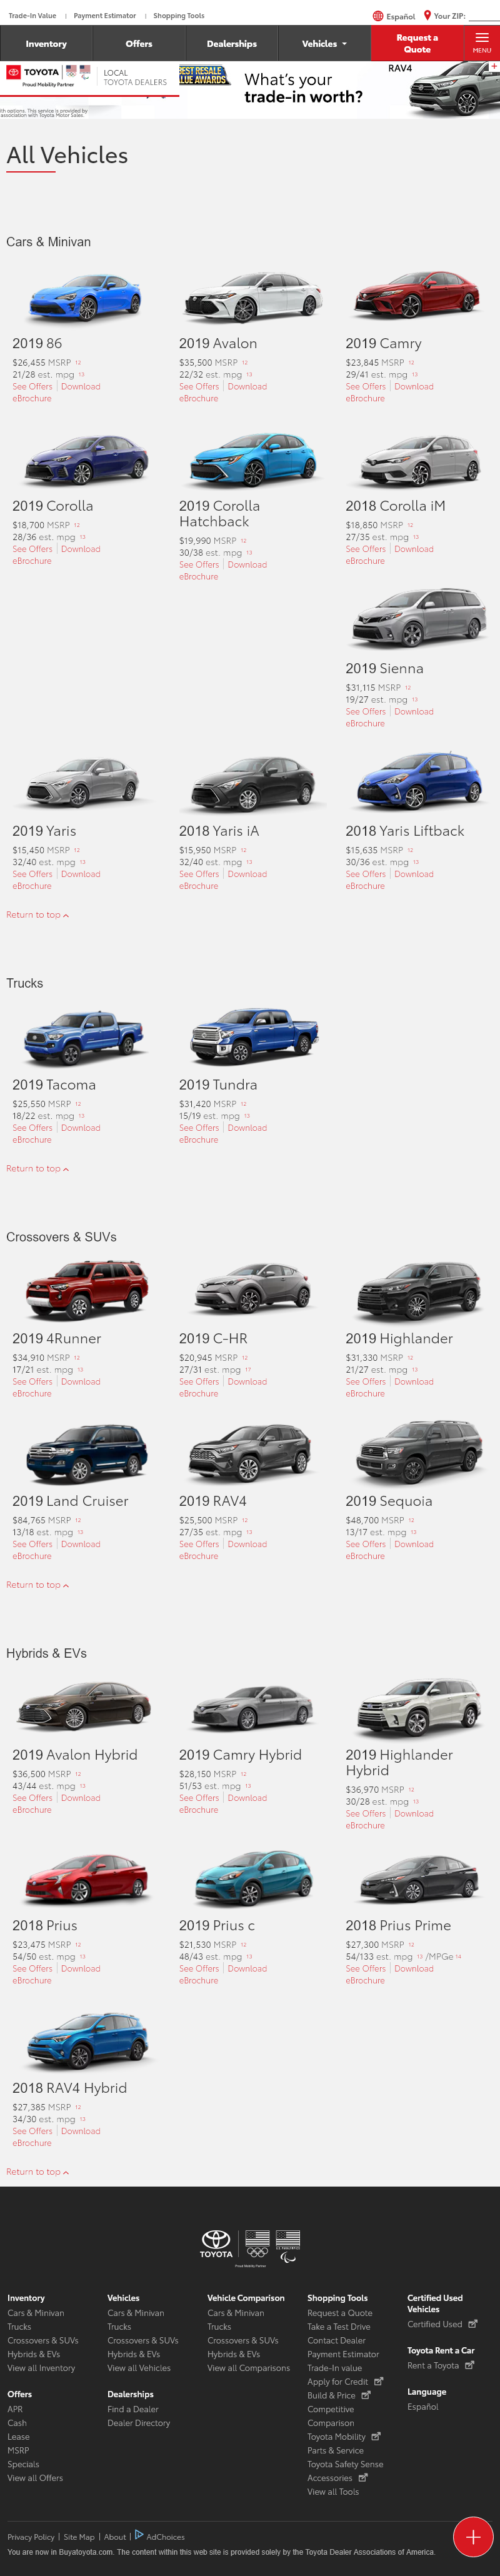 Trade-In Value | Payment Estimator | Shopping Tools
Español Your ZIP:
Inventory Offers Dealerships Vehicles Request a Quote MENU
TOYOTA LOCAL TOYOTA DEALERS
Proud Mobility Partner
BEST RESALE VALUE AWARDS
What's your trade-in worth?
RAV4
th options. This service is provided by
association with Toyota Motor Sales.
All Vehicles
Cars & Minivan
2019 86
$26,455 MSRP 12
21/28 est. mpg 13
See Offers | Download eBrochure
2019 Avalon
$35,500 MSRP 12
22/32 est. mpg 13
See Offers | Download eBrochure
2019 Camry
$23,845 MSRP 12
29/41 est. mpg 13
See Offers | Download eBrochure
2019 Corolla
$18,700 MSRP 12
28/36 est. mpg 13
See Offers | Download eBrochure
2019 Corolla Hatchback
$19,990 MSRP 12
30/38 est. mpg 13
See Offers | Download eBrochure
2018 Corolla iM
$18,850 MSRP 12
27/35 est. mpg 13
See Offers | Download eBrochure
2019 Sienna
$31,115 MSRP 12
19/27 est. mpg 13
See Offers | Download eBrochure
2019 Yaris
$15,450 MSRP 12
32/40 est. mpg 13
See Offers | Download eBrochure
2018 Yaris iA
$15,950 MSRP 12
32/40 est. mpg 13
See Offers | Download eBrochure
2018 Yaris Liftback
$15,635 MSRP 12
30/36 est. mpg 13
See Offers | Download eBrochure
Return to top
Trucks
2019 Tacoma
$25,550 MSRP 12
18/22 est. mpg 13
See Offers | Download eBrochure
2019 Tundra
$31,420 MSRP 12
15/19 est. mpg 13
See Offers | Download eBrochure
Return to top
Crossovers & SUVs
2019 4Runner
$34,910 MSRP 12
17/21 est. mpg 13
See Offers | Download eBrochure
2019 C-HR
$20,945 MSRP 12
27/31 est. mpg 17
See Offers | Download eBrochure
2019 Highlander
$31,330 MSRP 12
21/27 est. mpg 13
See Offers | Download eBrochure
2019 Land Cruiser
$84,765 MSRP 12
13/18 est. mpg 13
See Offers | Download eBrochure
2019 RAV4
$25,500 MSRP 12
27/35 est. mpg 13
See Offers | Download eBrochure
2019 Sequoia
$48,700 MSRP 12
13/17 est. mpg 13
See Offers | Download eBrochure
Return to top
Hybrids & EVs
2019 Avalon Hybrid
$36,500 MSRP 12
43/44 est. mpg 13
See Offers | Download eBrochure
2019 Camry Hybrid
$28,150 MSRP 12
51/53 est. mpg 13
See Offers | Download eBrochure
2019 Highlander Hybrid
$36,970 MSRP 12
30/28 est. mpg 13
See Offers | Download eBrochure
2018 Prius
$23,475 MSRP 12
54/50 est. mpg 13
See Offers | Download eBrochure
2019 Prius c
$21,530 MSRP 12
48/43 est. mpg 13
See Offers | Download eBrochure
2018 Prius Prime
$27,300 MSRP 12
54/133 est. mpg 13 /MPGe 14
See Offers | Download eBrochure
2018 RAV4 Hybrid
$27,385 MSRP 12
34/30 est. mpg 13
See Offers | Download eBrochure
Return to top
TOYOTA
Proud Mobility Partner
Inventory
Cars & Minivan
Trucks
Crossovers & SUVs
Hybrids & EVs
View all Inventory
Offers
APR
Cash
Lease
MSRP
Specials
View all Offers
Vehicles
Cars & Minivan
Trucks
Crossovers & SUVs
Hybrids & EVs
View all Vehicles
Dealerships
Find a Dealer
Dealer Directory
Vehicle Comparison
Cars & Minivan
Trucks
Crossovers & SUVs
Hybrids & EVs
View all Comparisons
Shopping Tools
Request a Quote
Take a Test Drive
Contact Dealer
Payment Estimator
Trade-In value
Apply for Credit
Build & Price
Competitive
Comparison
Toyota Mobility
Parts & Service
Toyota Safety Sense
Accessories
View all Tools
Certified Used Vehicles
Certified Used
Toyota Rent a Car
Rent a Toyota
Language
Español
Privacy Policy | Site Map | About | AdChoices
You are now in Buyatoyota.com. The content within this web site is provided solely by the Toyota Dealer Associations of America.